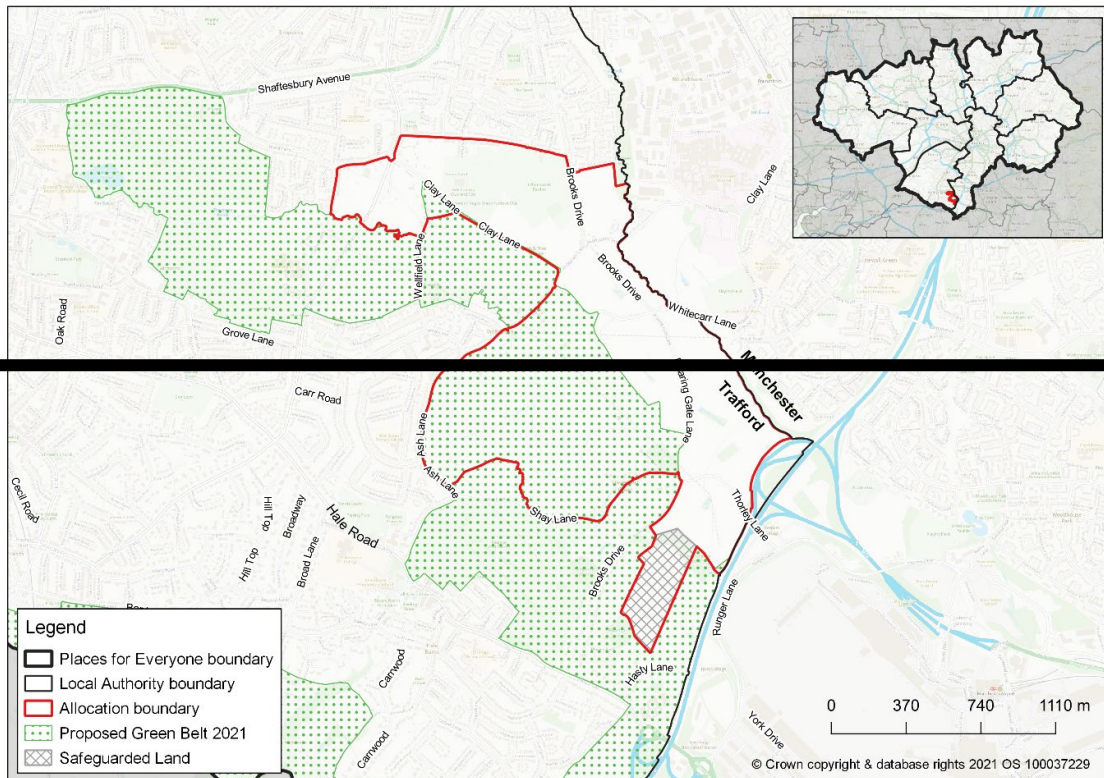 Shaftesbury Avenue
Clay Lane
Brooks Drive
Clay Lane
Clay Lane
Wellfield Lane
Brooks Drive
Whitecarr Lane
Oak Road
Grove Lane
Manchester
Trafford
Carr Road
Ash Lane
Ash Lane
Cecil Road
Hill Top
Broadway
Hale Road
Shay Lane
Thorley Lane
Hill Top
Broad Lane
Brooks Drive
Runger Lane
Hasty Lane
Carrwood
Carrwood
York Drive
Legend
Places for Everyone boundary
Local Authority boundary
Allocation boundary
Proposed Green Belt 2021
Safeguarded Land
0 370 740 1110 m
© Crown copyright & database rights 2021 OS 100037229